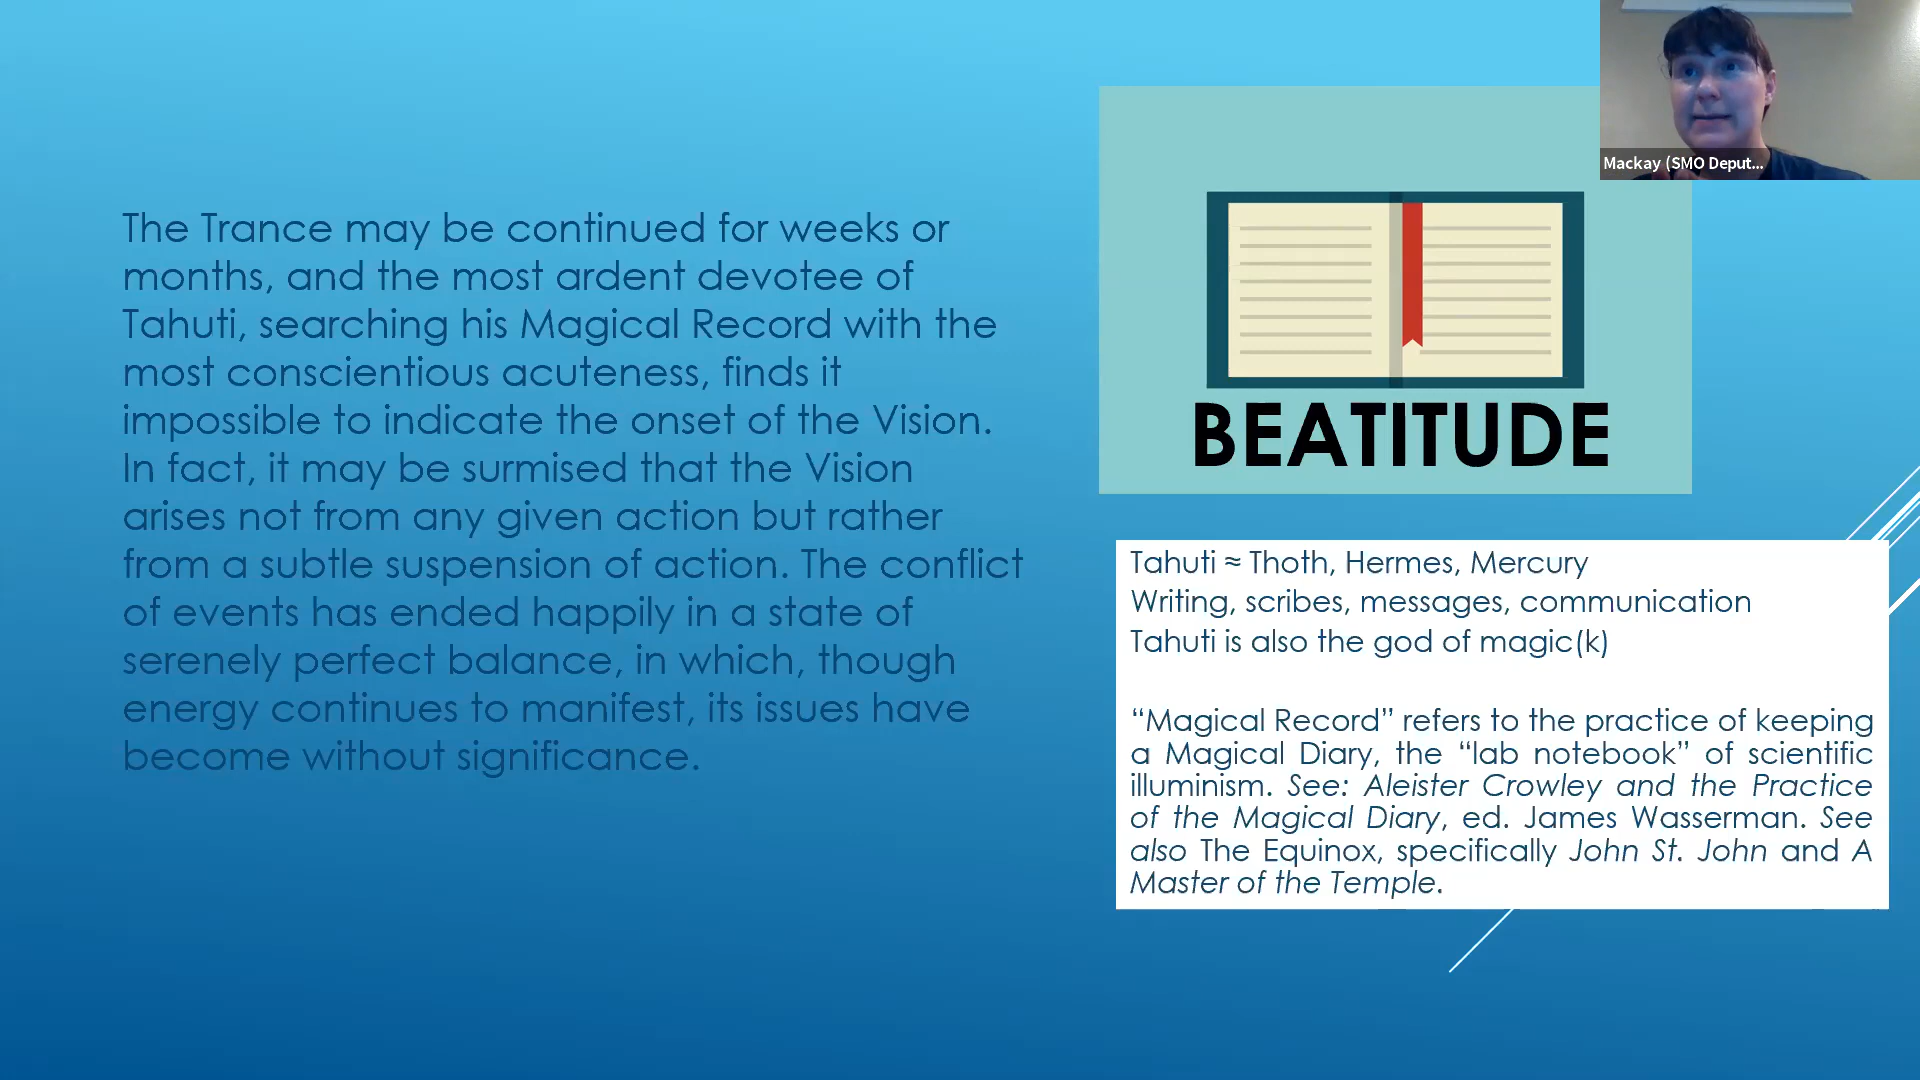 The Trance may be continued for weeks or
months, and the most ardent devotee of
Tahuti, searching his Magical Record with the
most conscientious acuteness, finds it
impossible to indicate the onset of the Vision.
In fact, it may be surmised that the Vision
arises not from any given action but rather
from a subtle suspension of action. The conflict
of events has ended happily in a state of
serenely perfect balance, in which, though
energy continues to manifest, its issues have
become without significance.
Mackay (SMO Deput...
BEATITUDE
Tahuti ≈ Thoth, Hermes, Mercury
Writing, scribes, messages, communication
Tahuti is also the god of magic(k)
“Magical Record” refers to the practice of keeping
a Magical Diary, the “lab notebook” of scientific
illuminism. See: Aleister Crowley and the Practice
of the Magical Diary, ed. James Wasserman. See
also The Equinox, specifically John St. John and A
Master of the Temple.